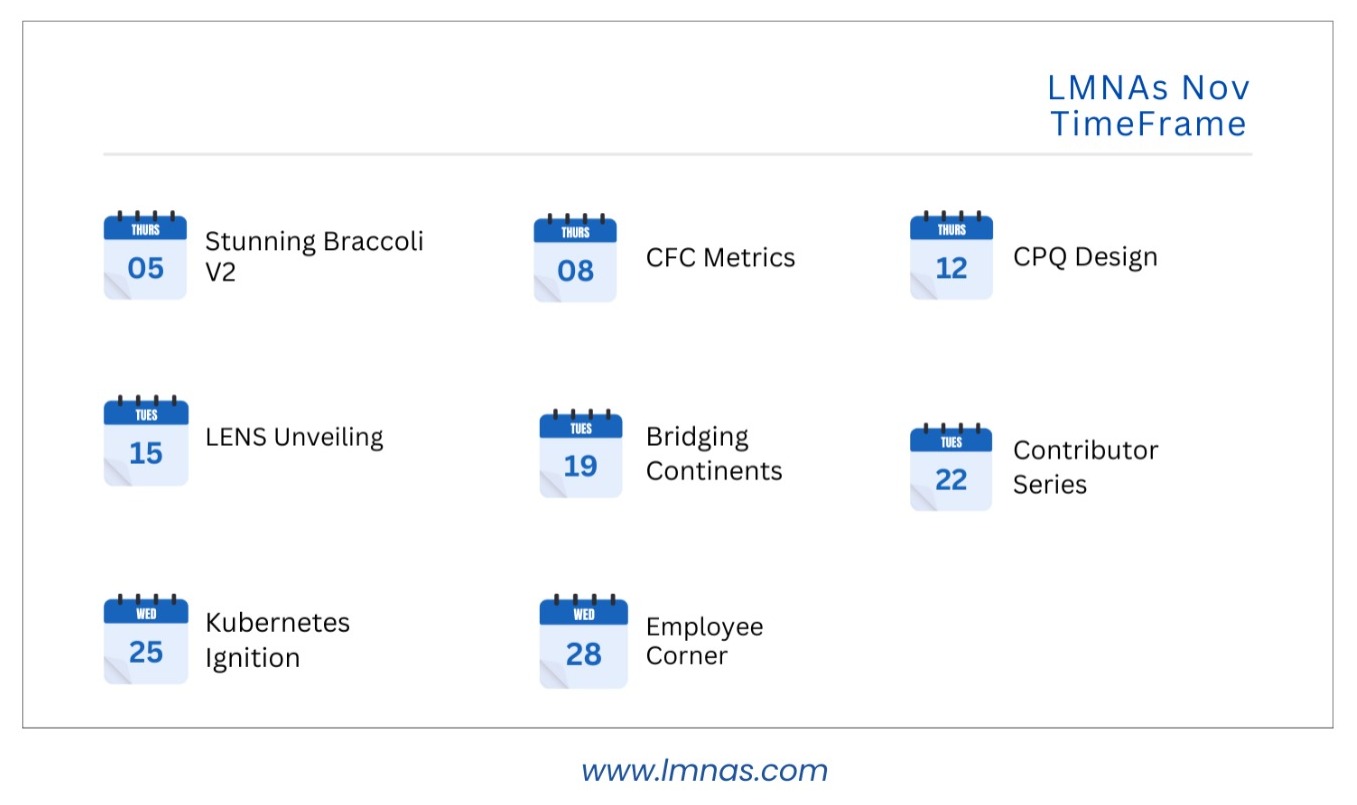 LMNAs Nov
TimeFrame
THURS
05
Stunning Braccoli
V2
THURS
08
CFC Metrics
THURS
12
CPQ Design
TUES
15
LENS Unveiling
TUES
19
Bridging
Continents
TUES
22
Contributor
Series
WED
25
Kubernetes
Ignition
WED
28
Employee
Corner
www.lmnas.com